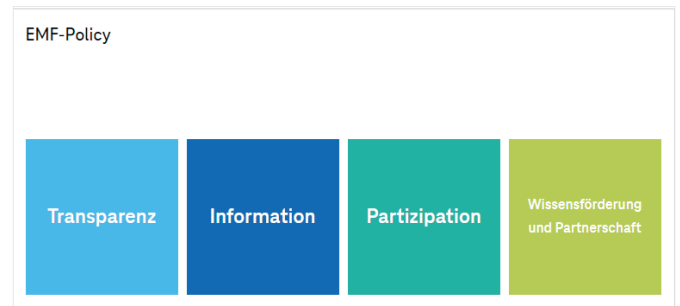 EMF-Policy
Transparenz
Information
Partizipation
Wissensförderung
und Partnerschaft